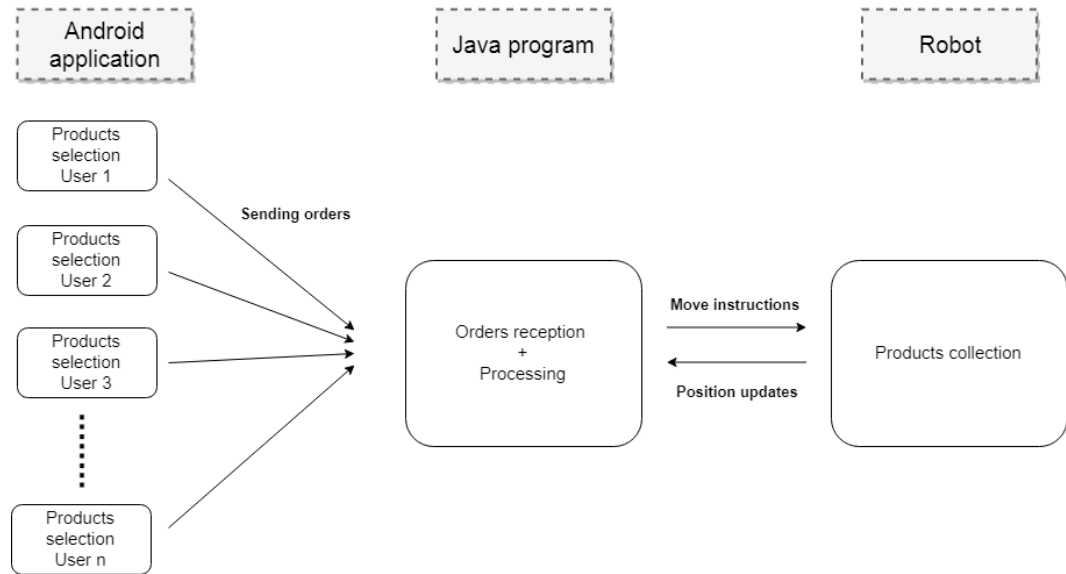 Android
application
Java program
Robot
Products
selection
User 1
Sending orders
Products
selection
User 2
Products
selection
User 3
Products
selection
User n
Orders reception
+
Processing
Move instructions
Position updates
Products collection